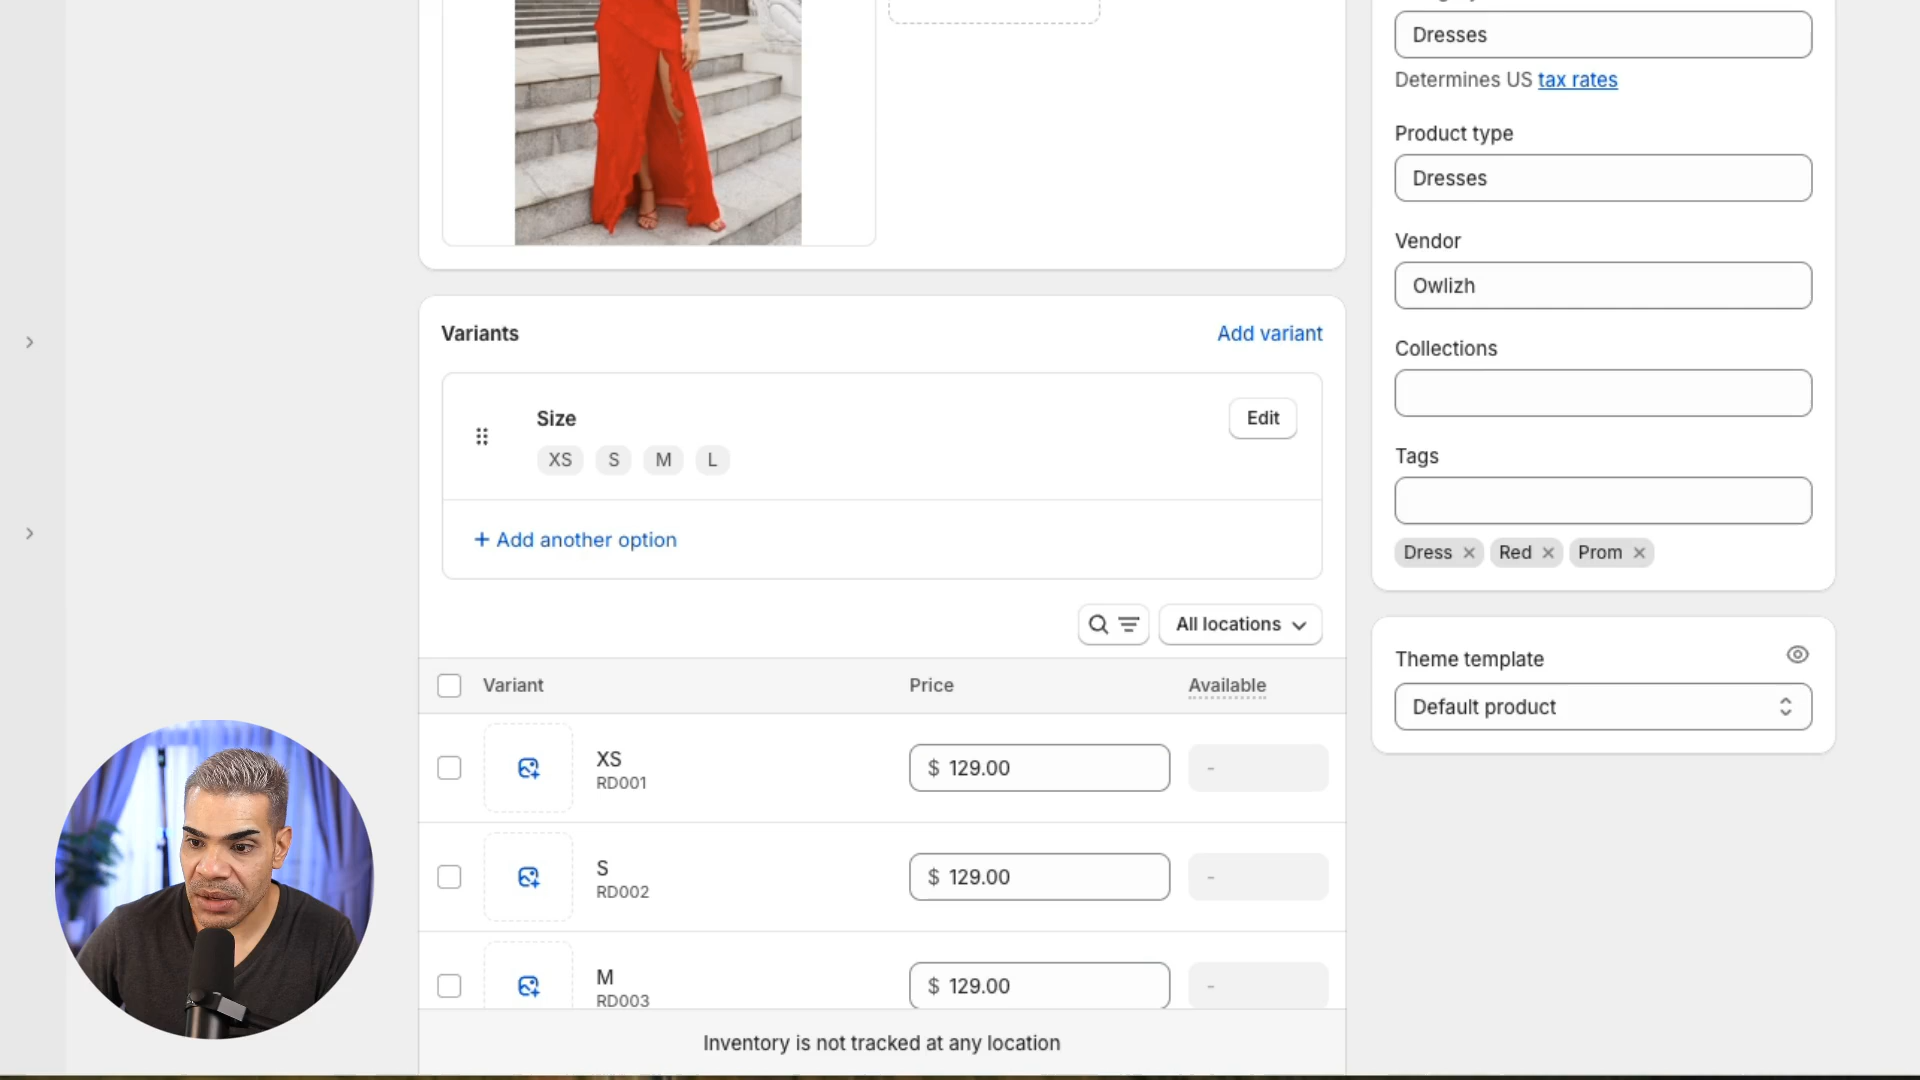 Dresses
Determines US tax rates
Product type
Dresses
Vendor
Owlizh
Collections
Tags
Dress × Red × Prom ×
Theme template
Default product
Variants
Add variant
Size
Edit
XS S M L
+ Add another option
All locations
Variant Price Available
XS
RD001
$ 129.00 -
S
RD002
$ 129.00 -
M
RD003
$ 129.00 -
Inventory is not tracked at any location